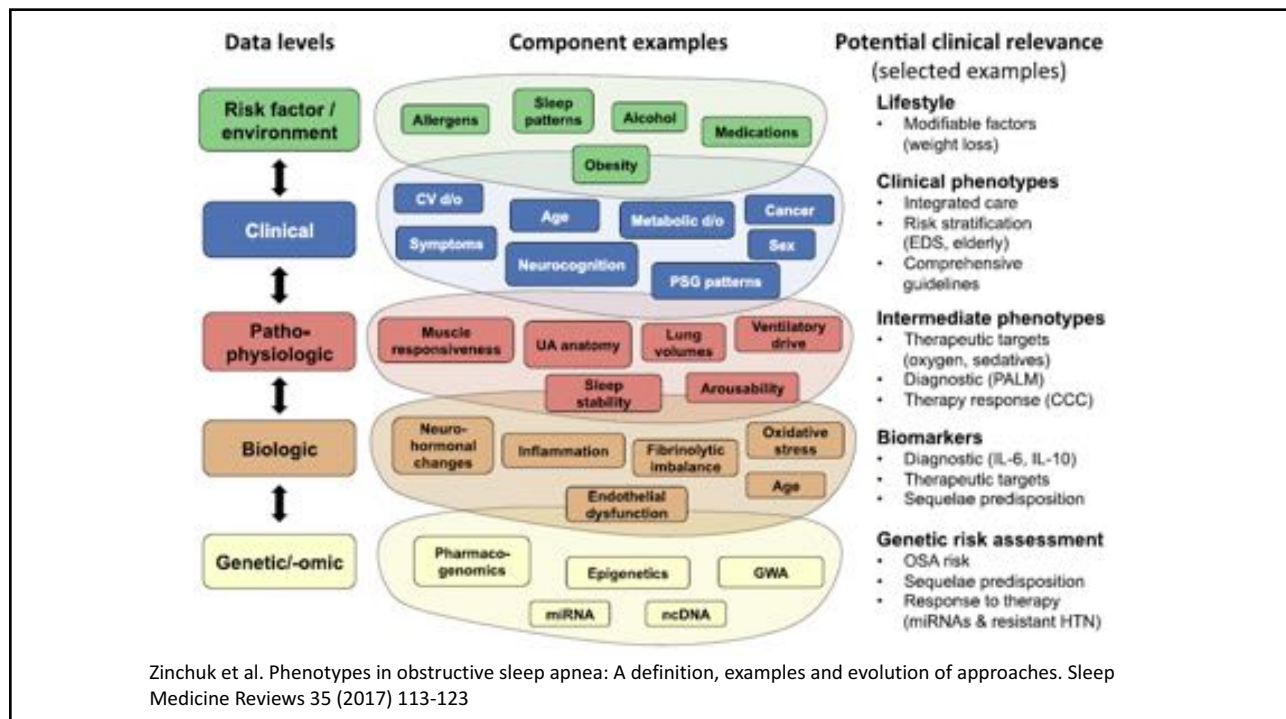 Data levels
Component examples
Potential clinical relevance
(selected examples)
Risk factor /
environment
Allergens
Sleep
patterns
Alcohol
Medications
Obesity
Lifestyle
• Modifiable factors
(weight loss)
Clinical
CV d/o
Age
Metabolic d/o
Cancer
Symptoms
Neurocognition
Sex
PSG patterns
Clinical phenotypes
• Integrated care
• Risk stratification
(EDS, elderly)
• Comprehensive
guidelines
Patho-
physiologic
Muscle
responsiveness
UA anatomy
Lung
volumes
Ventilatory
drive
Sleep
stability
Arousability
Intermediate phenotypes
• Therapeutic targets
(oxygen, sedatives)
• Diagnostic (PALM)
• Therapy response (CCC)
Biologic
Neuro-
hormonal
changes
Inflammation
Fibrinolytic
imbalance
Oxidative
stress
Age
Endothelial
dysfunction
Biomarkers
• Diagnostic (IL-6, IL-10)
• Therapeutic targets
• Sequelae predisposition
Genetic/-omic
Pharmaco-
genomics
Epigenetics
GWA
miRNA
ncDNA
Genetic risk assessment
• OSA risk
• Sequelae predisposition
• Response to therapy
(miRNAs & resistant HTN)
Zinchuk et al. Phenotypes in obstructive sleep apnea: A definition, examples and evolution of approaches. Sleep
Medicine Reviews 35 (2017) 113-123